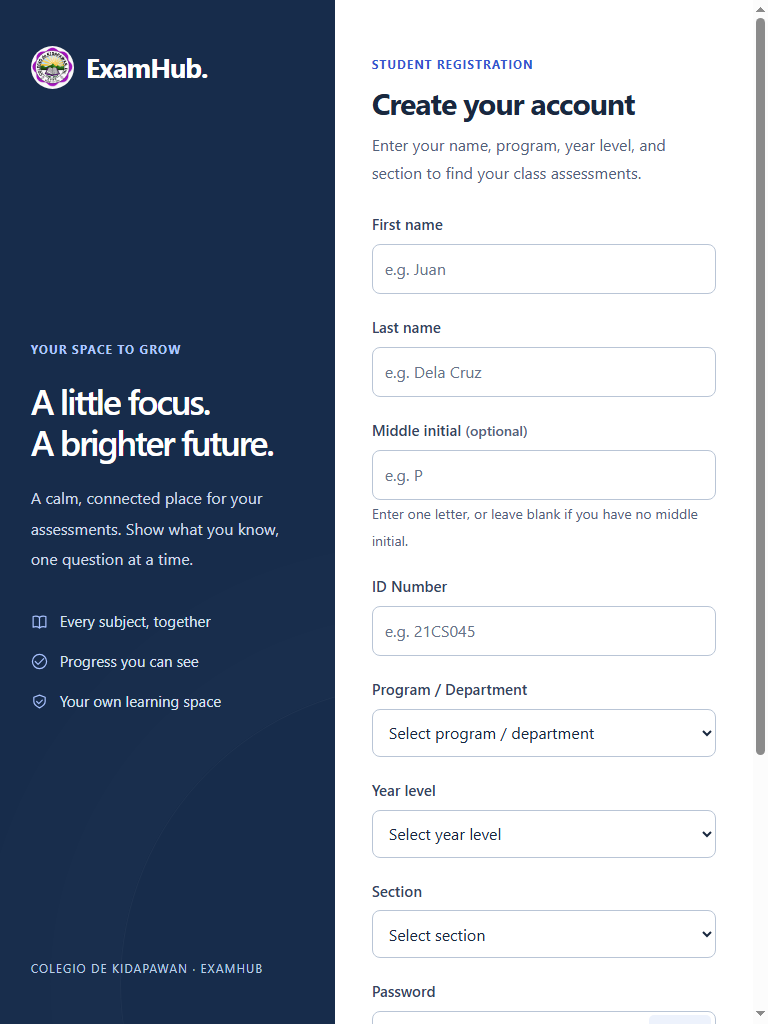 ExamHub.
YOUR SPACE TO GROW
A little focus.
A brighter future.
A calm, connected place for your
assessments. Show what you know,
one question at a time.
Every subject, together
Progress you can see
Your own learning space
COLEGIO DE KIDAPAWAN · EXAMHUB
STUDENT REGISTRATION
Create your account
Enter your name, program, year level, and
section to find your class assessments.
First name
e.g. Juan
Last name
e.g. Dela Cruz
Middle initial (optional)
e.g. P
Enter one letter, or leave blank if you have no middle
initial.
ID Number
e.g. 21CS045
Program / Department
Select program / department
Year level
Select year level
Section
Select section
Password